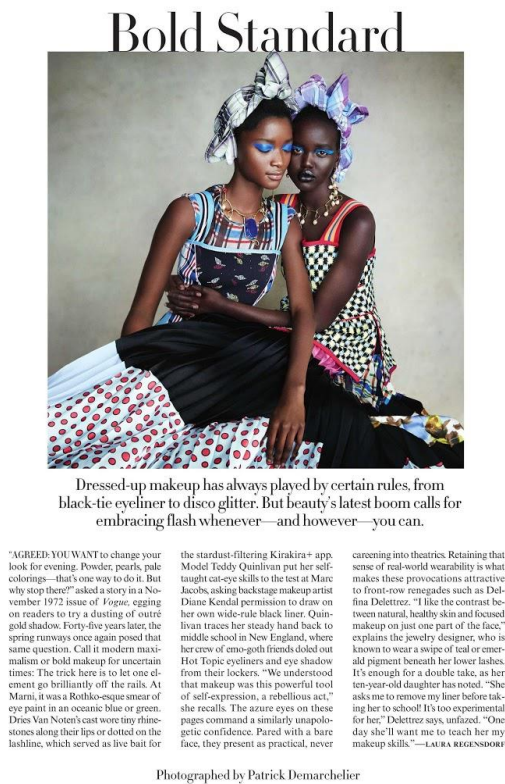 Bold Standard
Dressed-up makeup has always played by certain rules, from
black-tie eyeliner to disco glitter. But beauty’s latest boom calls for
embracing flash whenever—and however—you can.
“AGREED: YOU WANT to change your
look for evening. Powder, pearls, pale
colorings—that’s one way to do it. But
why stop there?” asked a story in a No-
vember 1972 issue of Vogue, egging
on readers to try a dusting of outré
gold shadow. Forty-five years later, the
spring runways once again posed that
same question. Call it modern maxi-
malism or bold makeup for uncertain
times: The trick here is to let one el-
ement go brilliantly off the rails. At
Marni, it was a Rothko-esque smear of
eye paint in an oceanic blue or green.
Dries Van Noten’s cast wore tiny rhine-
stones along their lips or dotted on the
lashline, which served as live bait for
the stardust-filtering Kirakira+ app.
Model Teddy Quinlivan put her self-
taught cat-eye skills to the test at Marc
Jacobs, asking backstage makeup artist
Diane Kendal permission to draw on
her own wide-rule black liner. Quin-
livan traces her steady hand back to
middle school in New England, where
her crew of emo-goth friends doled out
Hot Topic eyeliners and eye shadow
from their lockers. “We understood
that makeup was this powerful tool
of self-expression, a rebellious act,”
she recalls. The azure eyes on these
pages command a similarly unapolo-
getic confidence. Pared with a bare
face, they present as practical, never
careening into theatrics. Retaining that
sense of real-world wearability is what
makes these provocations attractive
to front-row renegades such as Del-
fina Delettrez. “I like the contrast be-
tween natural, healthy skin and focused
makeup on just one part of the face,”
explains the jewelry designer, who is
known to wear a swipe of teal or emer-
ald pigment beneath her lower lashes.
It’s enough for a double take, as her
ten-year-old daughter has noted. “She
asks me to remove my liner before tak-
ing her to school! It’s too experimental
for her,” Delettrez says, unfazed. “One
day she’ll want me to teach her my
makeup skills.”—LAURA REGENSDORF
Photographed by Patrick Demarchelier